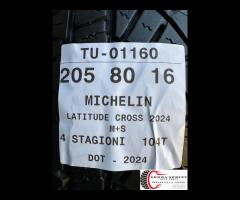 TU-01160
205 80 16
MICHELIN
LATITUDE CROSS 2024
M+S
4 STAGIONI 104T
DOT - 2024